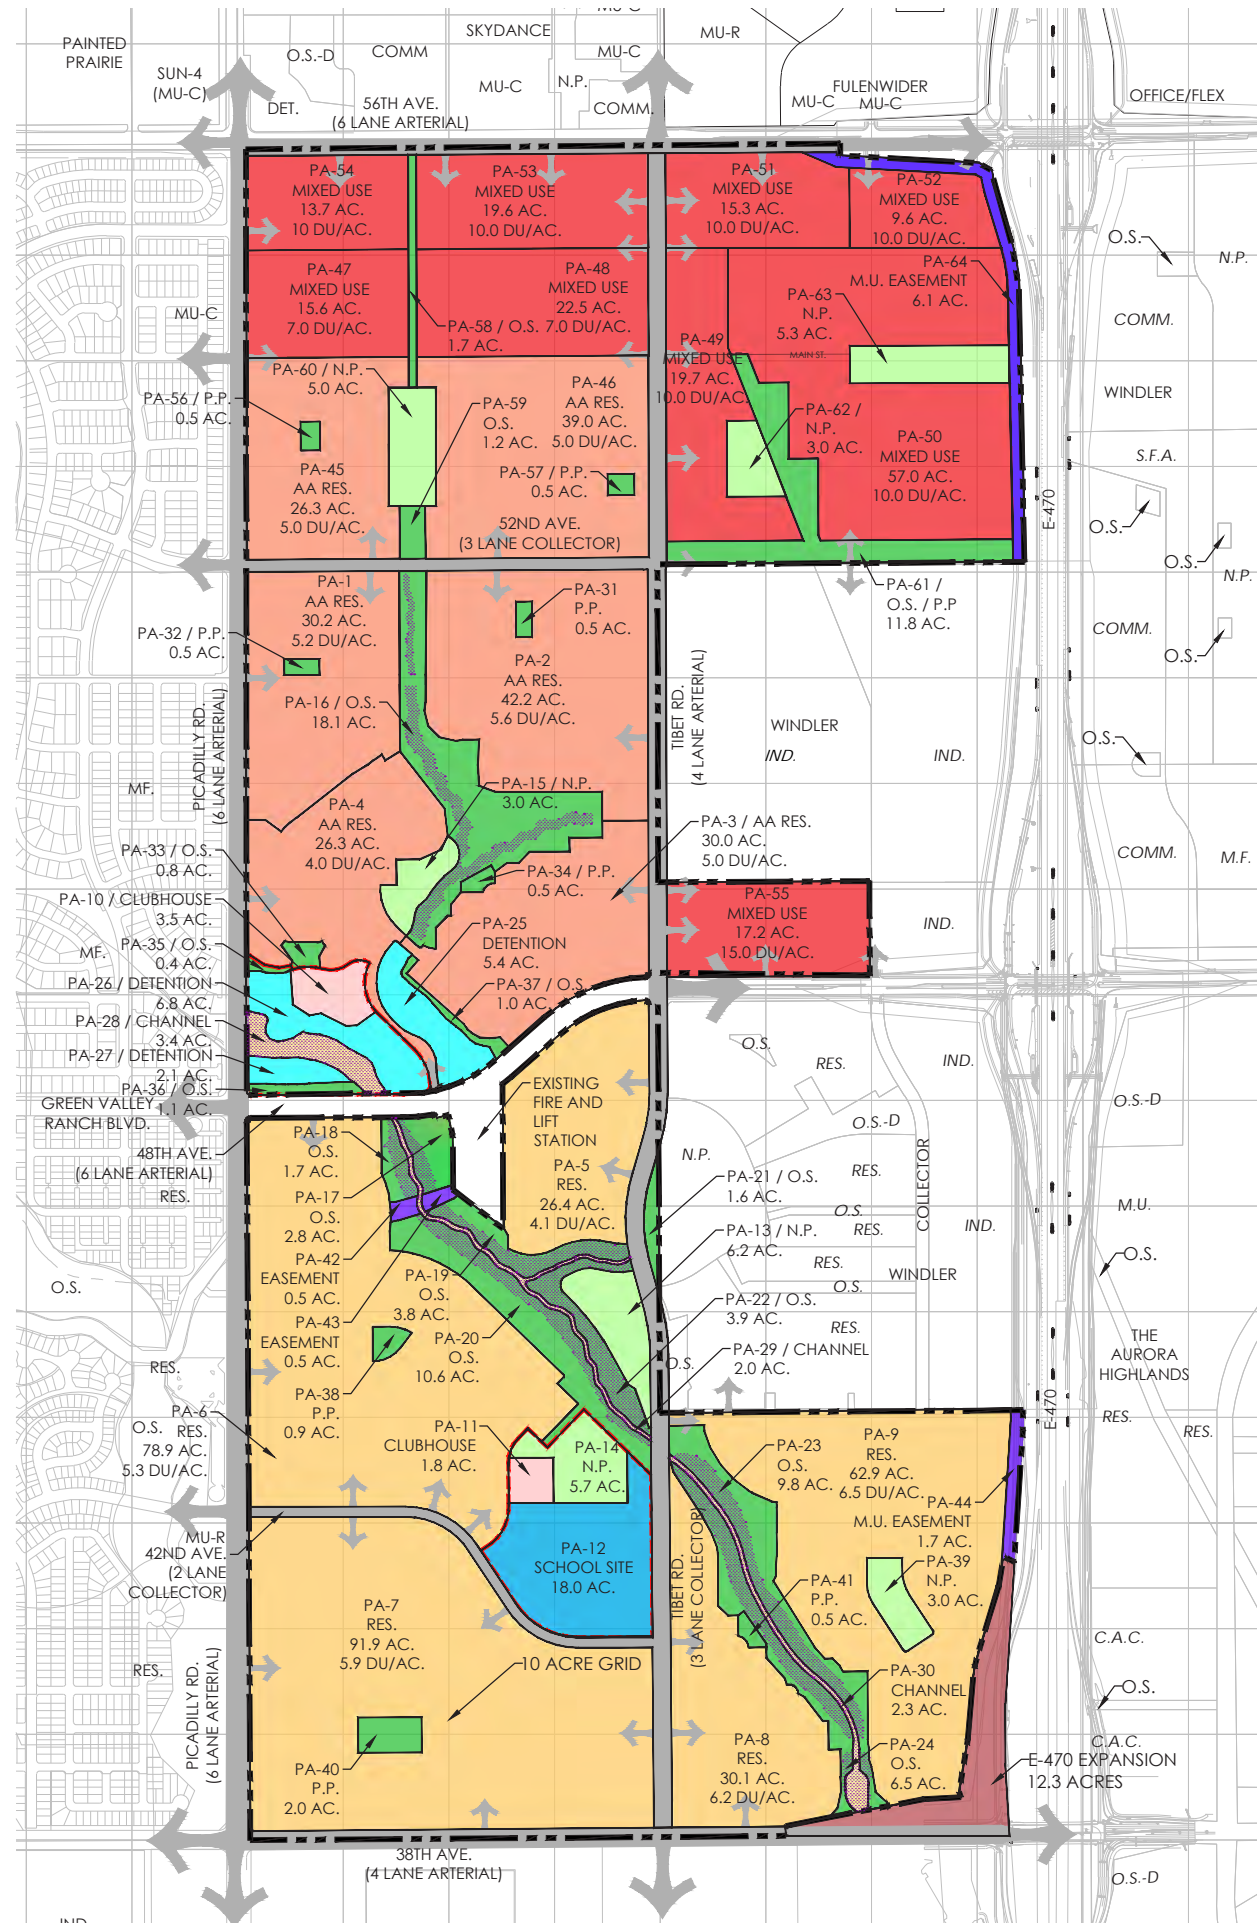 MU-C
SKYDANCE
MU-R
PAINTED
PRAIRIE
O.S.-D
COMM
MU-C
SUN-4
(MU-C)
MU-C
N.P.
FULENWIDER
MU-C
MU-C
OFFICE/FLEX
DET.
56TH AVE.
(6 LANE ARTERIAL)
COMM.
PA-54
MIXED USE
13.7 AC.
10 DU/AC.
PA-53
MIXED USE
19.6 AC.
10.0 DU/AC.
PA-51
MIXED USE
15.3 AC.
10.0 DU/AC.
PA-52
MIXED USE
9.6 AC.
10.0 DU/AC.
O.S.
N.P.
PA-47
MIXED USE
15.6 AC.
7.0 DU/AC.
PA-48
MIXED USE
22.5 AC.
7.0 DU/AC.
PA-58 / O.S.
1.7 AC.
PA-64
M.U. EASEMENT
6.1 AC.
PA-63
N.P.
5.3 AC.
MU-C
COMM.
PA-49
MIXED USE
19.7 AC.
10.0 DU/AC.
MAIN ST.
PA-60 / N.P.
5.0 AC.
PA-56 / P.P.
0.5 AC.
PA-59
O.S.
1.2 AC.
PA-46
AA RES.
39.0 AC.
5.0 DU/AC.
WINDLER
PA-62 /
N.P.
3.0 AC.
PA-50
MIXED USE
57.0 AC.
10.0 DU/AC.
S.F.A.
PA-45
AA RES.
26.3 AC.
5.0 DU/AC.
PA-57 / P.P.
0.5 AC.
E-470
O.S.
52ND AVE.
(3 LANE COLLECTOR)
O.S.
N.P.
PA-1
AA RES.
30.2 AC.
5.2 DU/AC.
PA-31
P.P.
0.5 AC.
PA-61 /
O.S. / P.P
11.8 AC.
COMM.
O.S.
PA-32 / P.P.
0.5 AC.
PA-2
AA RES.
42.2 AC.
5.6 DU/AC.
PICADILLY RD.
(6 LANE ARTERIAL)
PA-16 / O.S.
18.1 AC.
TIBET RD.
(4 LANE ARTERIAL)
WINDLER
IND.
IND.
O.S.
MF.
PA-15 / N.P.
3.0 AC.
PA-4
AA RES.
26.3 AC.
4.0 DU/AC.
PA-3 / AA RES.
30.0 AC.
5.0 DU/AC.
COMM.
M.F.
PA-33 / O.S.
0.8 AC.
PA-34 / P.P.
0.5 AC.
PA-10 / CLUBHOUSE
3.5 AC.
PA-55
MIXED USE
17.2 AC.
15.0 DU/AC.
IND.
PA-25
DETENTION
5.4 AC.
MF.
PA-35 / O.S.
0.4 AC.
PA-26 / DETENTION
6.8 AC.
PA-37 / O.S.
1.0 AC.
PA-28 / CHANNEL
3.4 AC.
PA-27 / DETENTION
2.1 AC.
PA-36 / O.S.
1.1 AC.
O.S.
RES.
IND.
GREEN VALLEY
RANCH BLVD.
EXISTING
FIRE AND
LIFT
STATION
O.S.-D
O.S.-D
48TH AVE.
(6 LANE ARTERIAL)
RES.
PA-18
O.S.
1.7 AC.
PA-5
RES.
26.4 AC.
4.1 DU/AC.
N.P.
RES.
COLLECTOR
PA-21 / O.S.
1.6 AC.
PA-17
O.S.
2.8 AC.
O.S.
RES.
IND.
M.U.
PA-13 / N.P.
6.2 AC.
PA-42
EASEMENT
0.5 AC.
PA-19
O.S.
3.8 AC.
RES.
WINDLER
O.S.
O.S.
O.S.
PA-22 / O.S.
3.9 AC.
PA-43
EASEMENT
0.5 AC.
PA-20
O.S.
10.6 AC.
RES.
PA-29 / CHANNEL
2.0 AC.
THE
AURORA
HIGHLANDS
RES.
O.S.
PA-38
P.P.
0.9 AC.
PA-6
RES.
78.9 AC.
5.3 DU/AC.
O.S.
E-470
RES.
RES.
PA-11
CLUBHOUSE
1.8 AC.
PA-14
N.P.
5.7 AC.
PA-23
O.S.
9.8 AC.
PA-9
RES.
62.9 AC.
6.5 DU/AC.
PA-44
M.U. EASEMENT
1.7 AC.
MU-R
42ND AVE.
(2 LANE
COLLECTOR)
PA-12
SCHOOL SITE
18.0 AC.
TIBET RD.
(3 LANE COLLECTOR)
PA-39
N.P.
3.0 AC.
PA-41
P.P.
0.5 AC.
PA-7
RES.
91.9 AC.
5.9 DU/AC.
C.A.C.
RES.
PICADILLY RD.
(6 LANE ARTERIAL)
10 ACRE GRID
PA-30
CHANNEL
2.3 AC.
O.S.
PA-8
RES.
30.1 AC.
6.2 DU/AC.
PA-24
O.S.
6.5 AC.
C.A.C.
E-470 EXPANSION
12.3 ACRES
PA-40
P.P.
2.0 AC.
38TH AVE.
(4 LANE ARTERIAL)
O.S.-D
IND